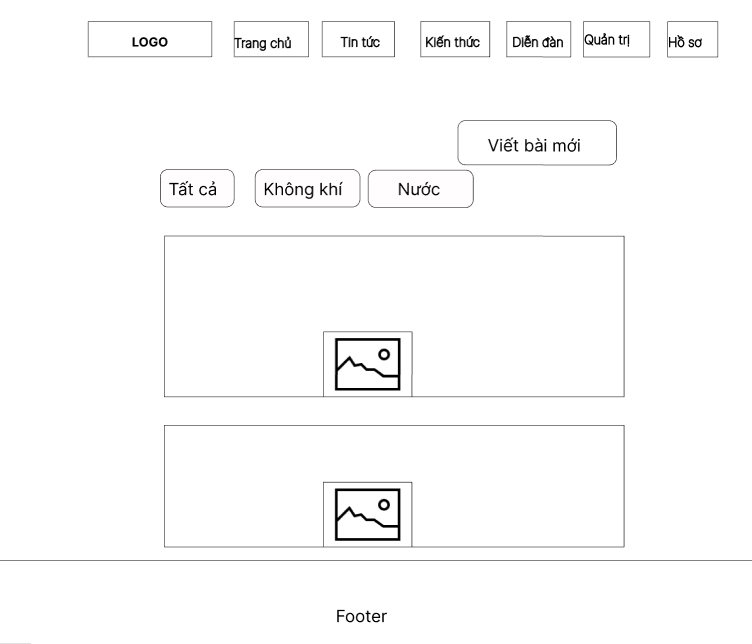 LOGO
Trang chủ
Tin tức
Kiến thức
Diễn đàn
Quản trị
Hồ sơ
Viết bài mới
Tất cả
Không khí
Nước
Footer